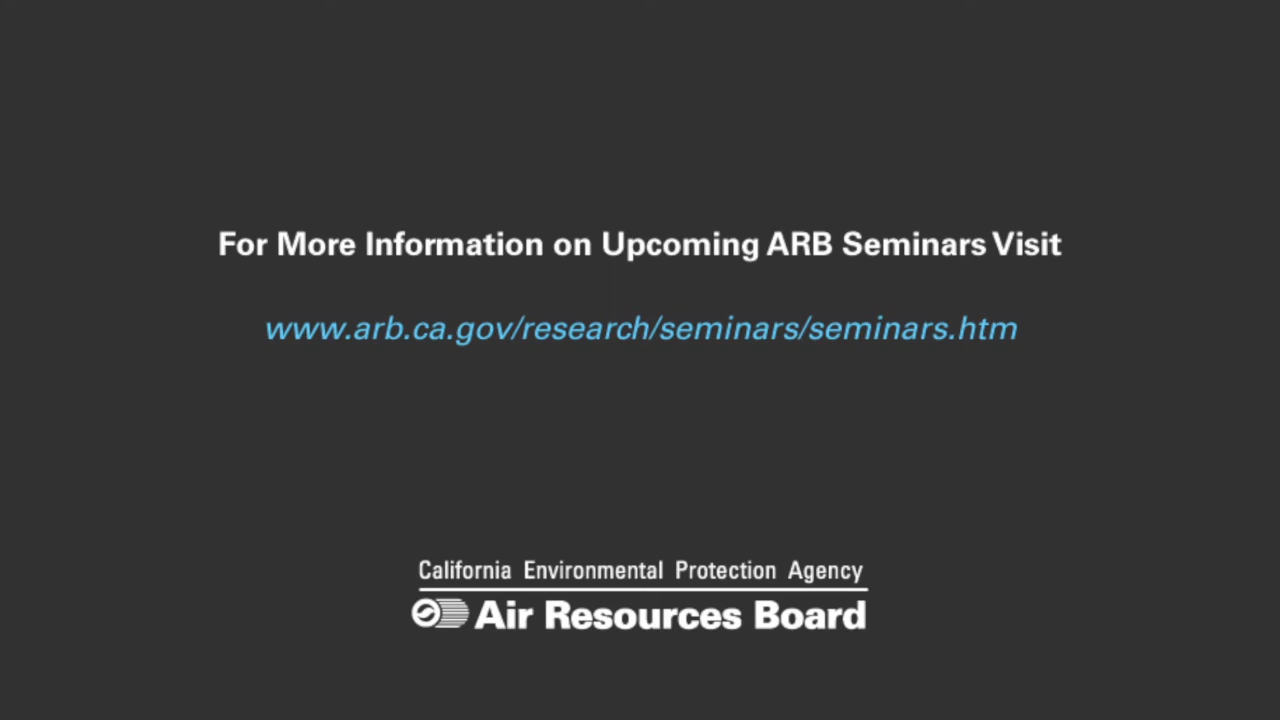 For More Information on Upcoming ARB Seminars Visit
www.arb.ca.gov/research/seminars/seminars.htm
California Environmental Protection Agency
Air Resources Board